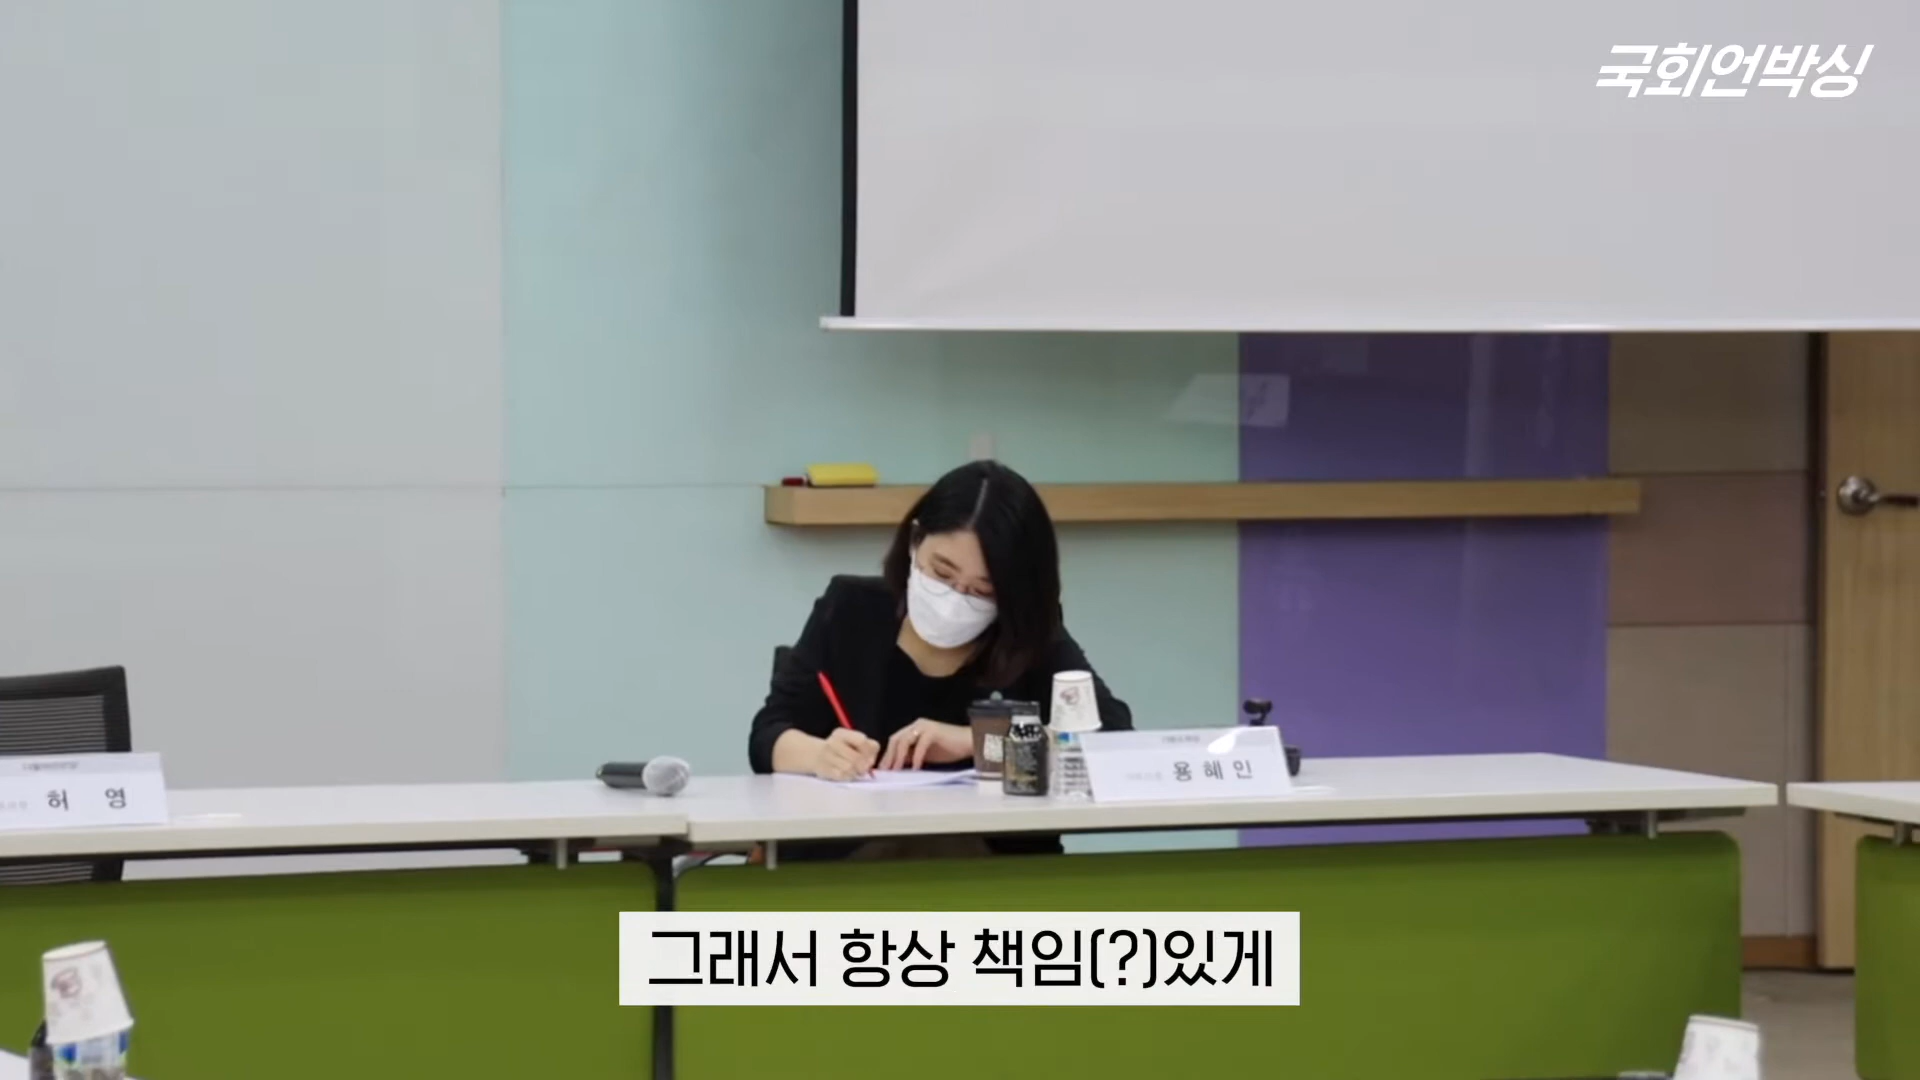 국회언박싱
허 영
용 혜 인
그래서 항상 책임(?)있게